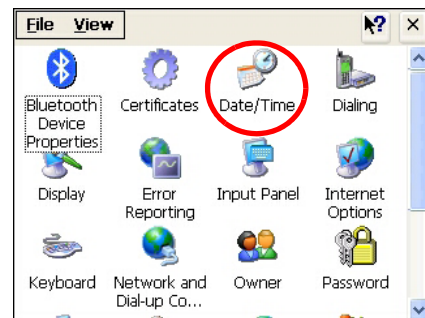 File View
Bluetooth Device Properties
Certificates
Date/Time
Dialing
Display
Error Reporting
Input Panel
Internet Options
Keyboard
Network and Dial-up Co...
Owner
Password